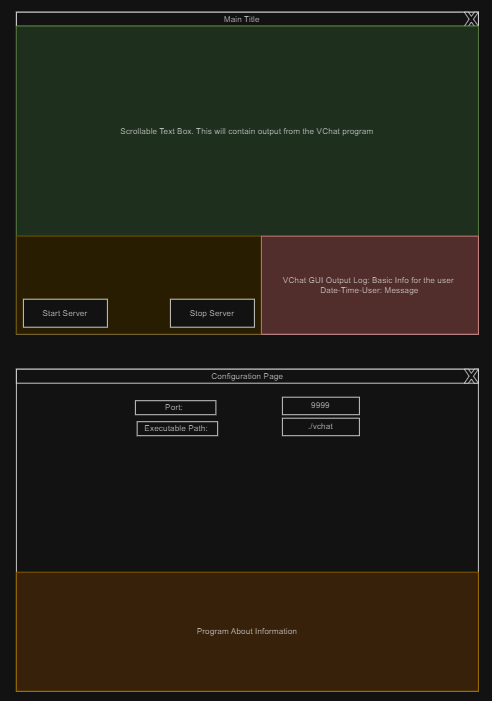 Main Title
Scrollable Text Box. This will contain output from the VChat program
VChat GUI Output Log: Basic Info for the user
Date-Time-User: Message
Start Server
Stop Server
Configuration Page
Port:
9999
Executable Path:
./vchat
Program About Information